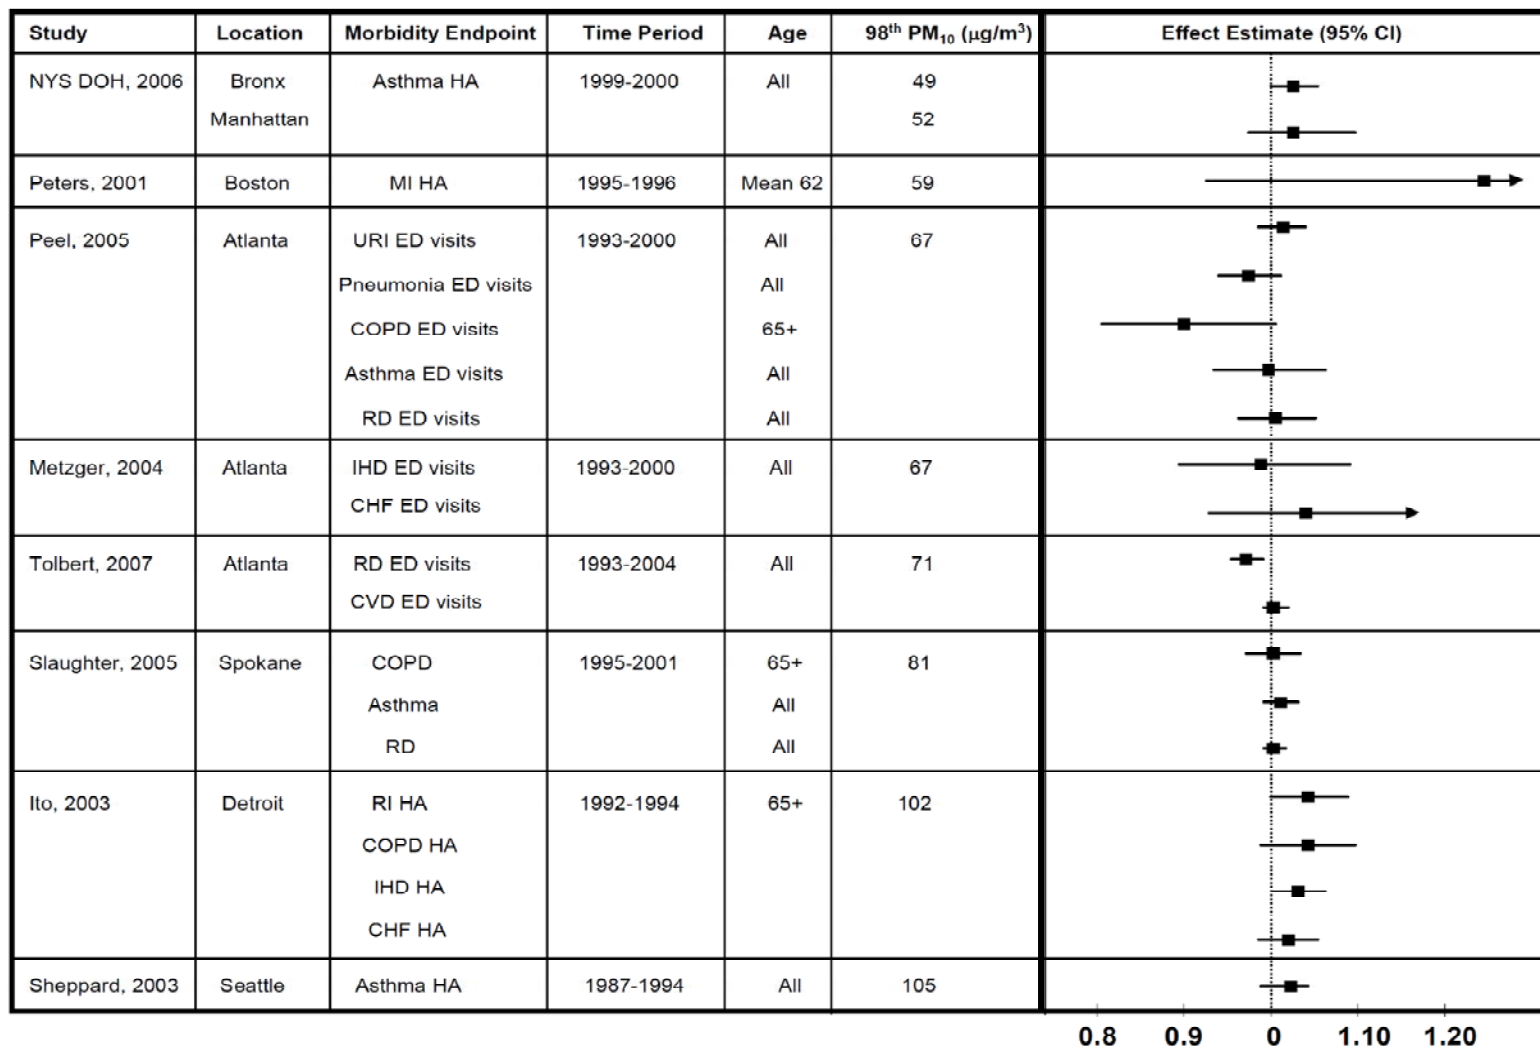 Study Location Morbidity Endpoint Time Period Age 98th PM10 (µg/m3) Effect Estimate (95% CI)
NYS DOH, 2006 Bronx Asthma HA 1999-2000 All 49
Manhattan 52
Peters, 2001 Boston MI HA 1995-1996 Mean 62 59
Peel, 2005 Atlanta URI ED visits 1993-2000 All 67
Pneumonia ED visits All
COPD ED visits 65+
Asthma ED visits All
RD ED visits All
Metzger, 2004 Atlanta IHD ED visits 1993-2000 All 67
CHF ED visits
Tolbert, 2007 Atlanta RD ED visits 1993-2004 All 71
CVD ED visits
Slaughter, 2005 Spokane COPD 1995-2001 65+ 81
Asthma All
RD All
Ito, 2003 Detroit RI HA 1992-1994 65+ 102
COPD HA
IHD HA
CHF HA
Sheppard, 2003 Seattle Asthma HA 1987-1994 All 105
0.8 0.9 0 1.10 1.20